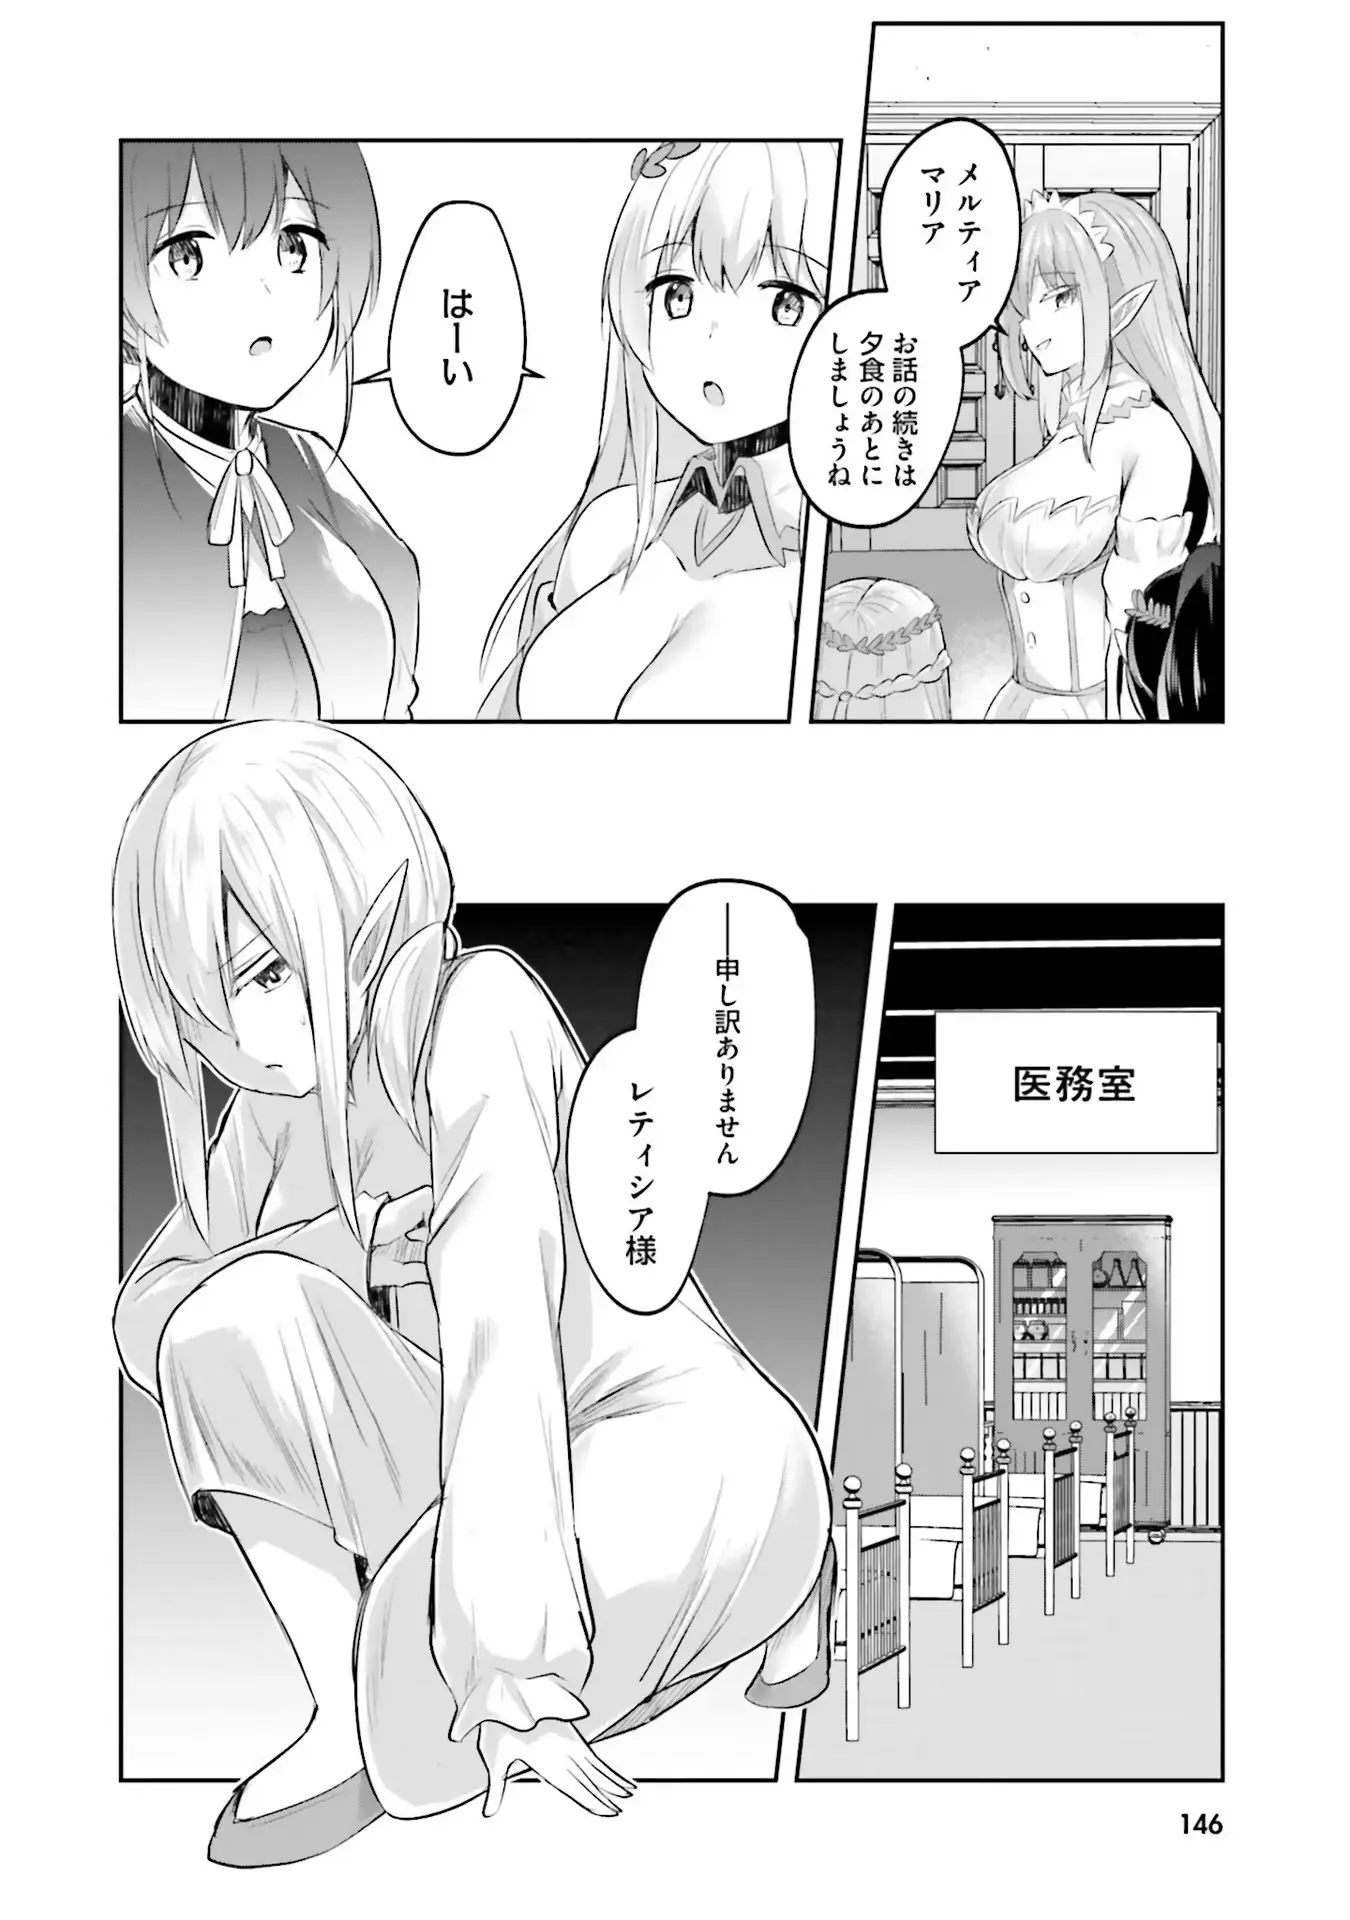 メルティア
マリア
お話の続きは
夕食のあとに
しましょうね
はーい
医務室
――申し訳ありません
レティシア様
146